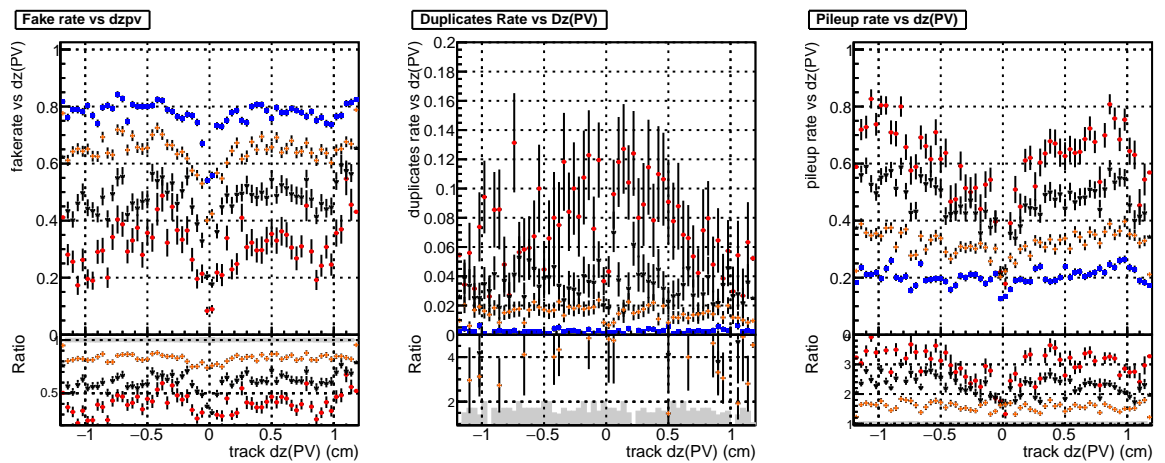 Fake rate vs dzpv
fakerate vs dz(PV)
1
0.8
0.6
0.4
0.2
0
Ratio
0.5
−1 −0.5 0 0.5 1
track dz(PV) (cm)
Duplicates Rate vs Dz(PV)
duplicates rate vs dz(PV)
0.2
0.18
0.16
0.14
0.12
0.1
0.08
0.06
0.04
0.02
0
Ratio
4
2
−1 −0.5 0 0.5 1
track dz(PV) (cm)
Pileup rate vs dz(PV)
pileup rate vs dz(PV)
1
0.8
0.6
0.4
0.2
0
Ratio
3
2
1
−1 −0.5 0 0.5 1
track dz(PV) (cm)